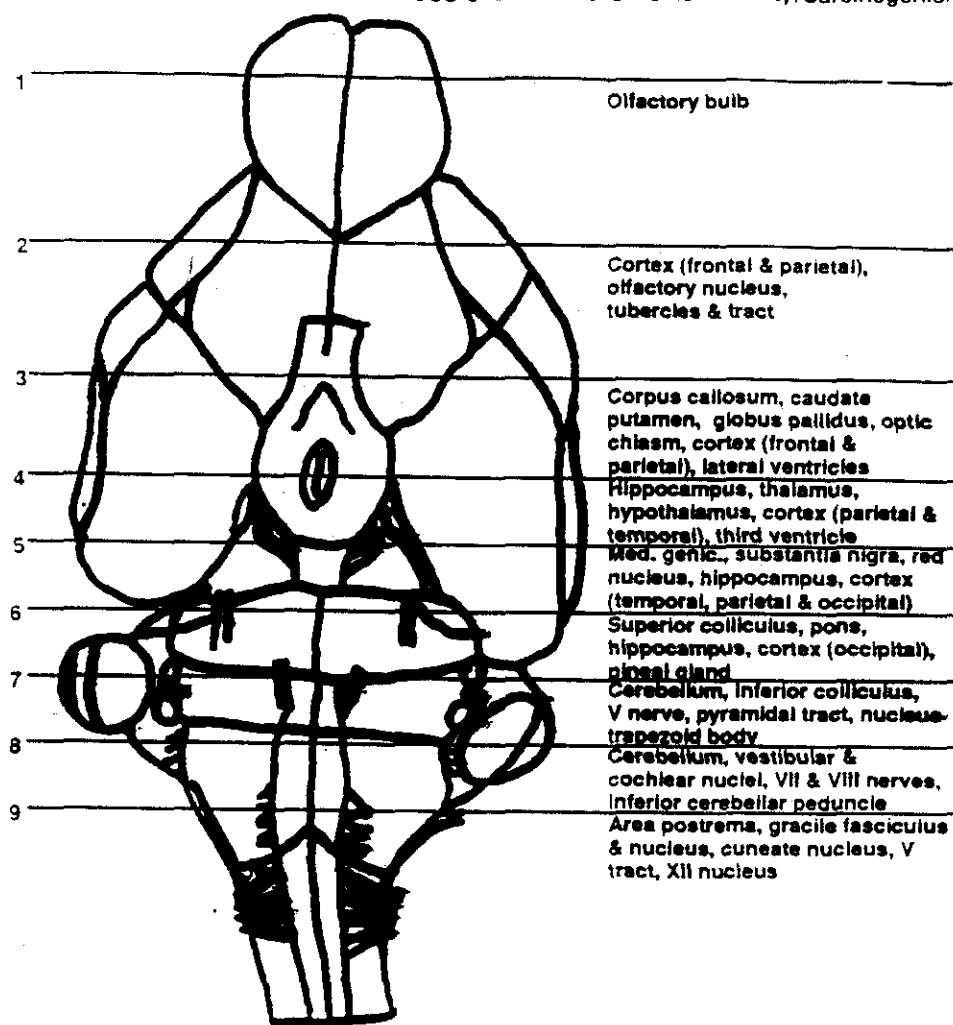 y/Carcinogenic
1
Olfactory bulb
2
Cortex (frontal & parietal),
olfactory nucleus,
tubercles & tract
3
Corpus callosum, caudate
putamen, globus pallidus, optic
chiasm, cortex (frontal &
parietal), lateral ventricles
4
Hippocampus, thalamus,
hypothalamus, cortex (parietal &
temporal), third ventricle
5
Med. genic., substantia nigra, red
nucleus, hippocampus, cortex
(temporal, parietal & occipital)
6
Superior colliculus, pons,
hippocampus, cortex (occipital),
pineal gland
7
Cerebellum, inferior colliculus,
V nerve, pyramidal tract, nucleus-
trapezoid body
8
Cerebellum, vestibular &
cochlear nuclei, VII & VIII nerves,
inferior cerebellar peduncle
9
Area postrema, gracile fasciculus
& nucleus, cuneate nucleus, V
tract, XII nucleus